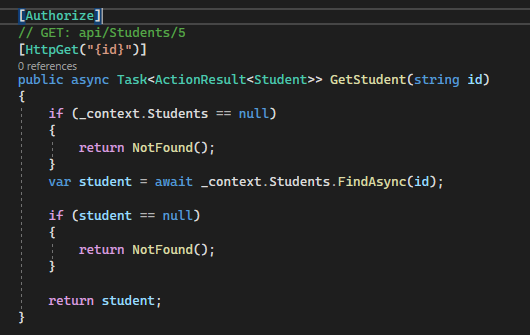 [Authorize]
// GET: api/Students/5
[HttpGet("{id}")]
0 references
public async Task<ActionResult<Student>> GetStudent(string id)
{
if (_context.Students == null)
{
return NotFound();
}
var student = await _context.Students.FindAsync(id);
if (student == null)
{
return NotFound();
}
return student;
}